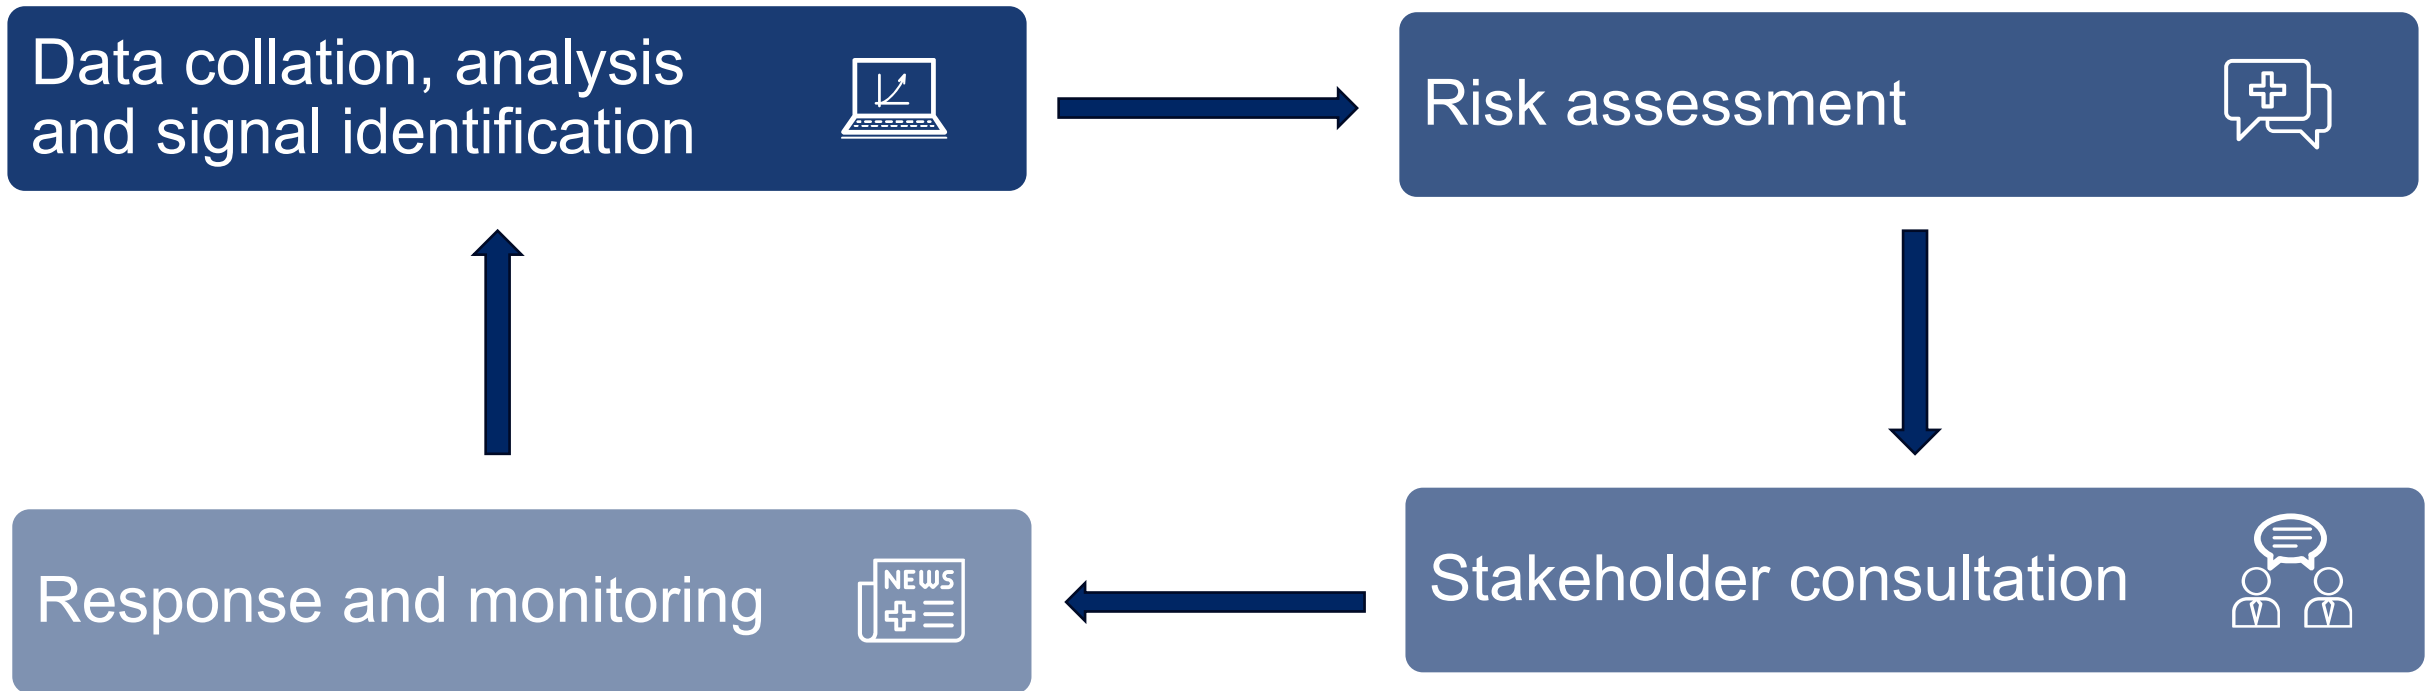 Data collation, analysis
and signal identification
Risk assessment
Stakeholder consultation
Response and monitoring
NEWS